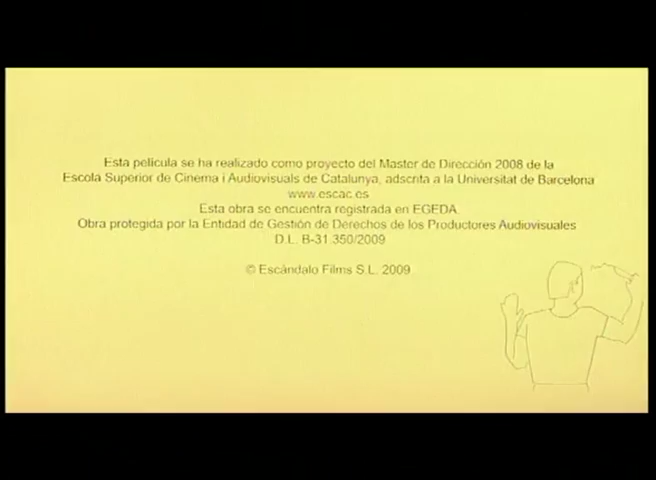 Esta película se ha realizado como proyecto del Master de Dirección 2008 de la
Escola Superior de Cinema i Audiovisuals de Catalunya, adscrita a la Universitat de Barcelona
www.escac.es
Esta obra se encuentra registrada en EGEDA
Obra protegida por la Entidad de Gestión de Derechos de los Productores Audiovisuales
D.L. B-31.350/2009
© Escándalo Films S.L. 2009